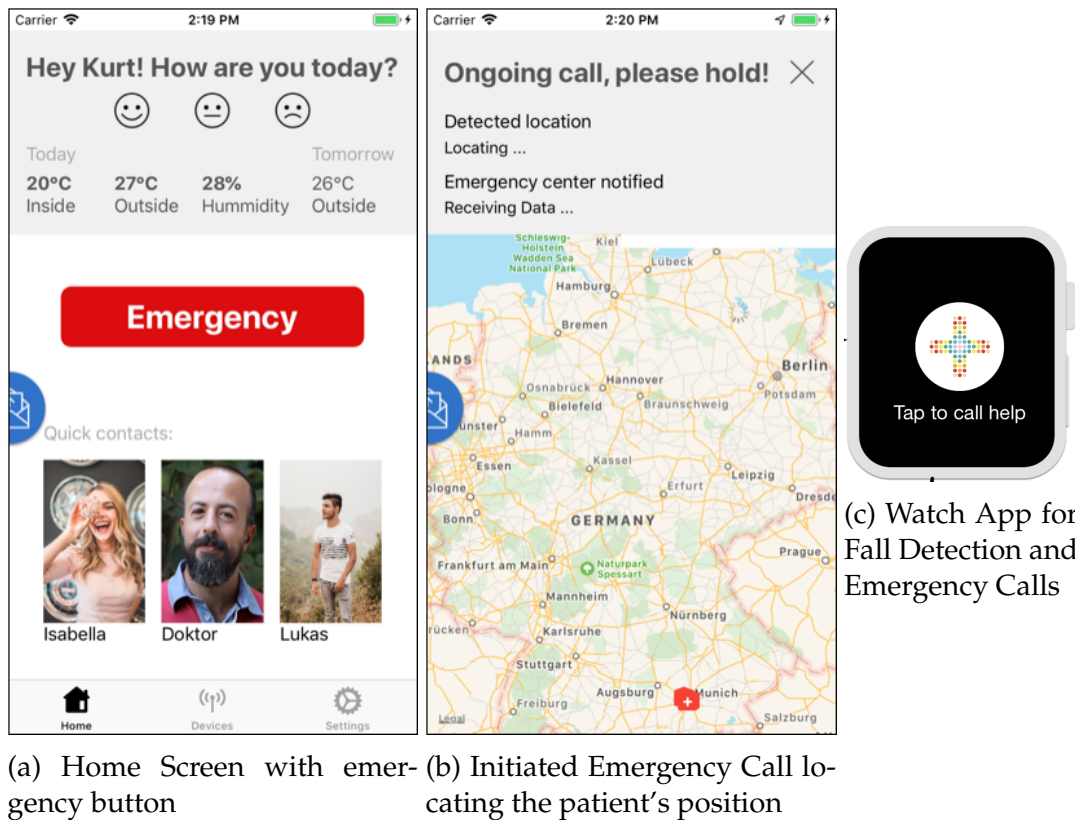 Carrier 2:19 PM
Hey Kurt! How are you today?
Today Tomorrow
20°C 27°C 28% 26°C
Inside Outside Hummidity Outside
Emergency
Quick contacts:
Isabella Doktor Lukas
Home Devices Settings
(a) Home Screen with emer-
gency button
Carrier 2:20 PM
Ongoing call, please hold!
Detected location
Locating ...
Emergency center notified
Receiving Data ...
Schleswig-
Holstein
Wadden Sea
National Park
Kiel
Lübeck
Hamburg
Bremen
LANDS
Berlin
Osnabrück Hannover
Potsdam
Bielefeld Braunschweig
unster
Hamm
Essen Kassel
Leipzig
ologne Erfurt
Dresde
Bonn GERMANY
Prague
Frankfurt am Main
Naturpark
Spessart
Mannheim
Nürnberg
rücken Karlsruhe
Stuttgart
Augsburg Munich
Freiburg
Legal Salzburg
(b) Initiated Emergency Call lo-
cating the patient's position
Tap to call help
(c) Watch App for
Fall Detection and
Emergency Calls